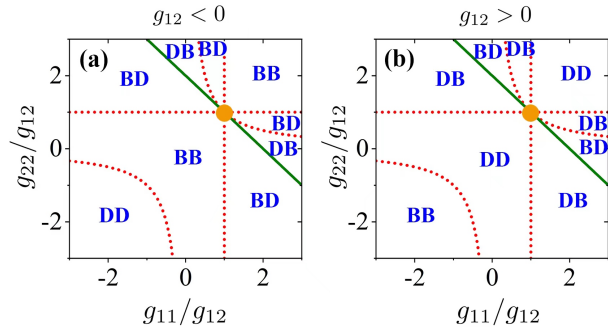 g12 < 0
g12 > 0
(a)
DB
BD
BD
BB
BD
DB
BB
DD
BD
g22/g12
2
0
-2
-2
0
2
g11/g12
(b)
BD
DB
DB
DD
DB
BD
DD
BB
DB
g22/g12
2
0
-2
-2
0
2
g11/g12